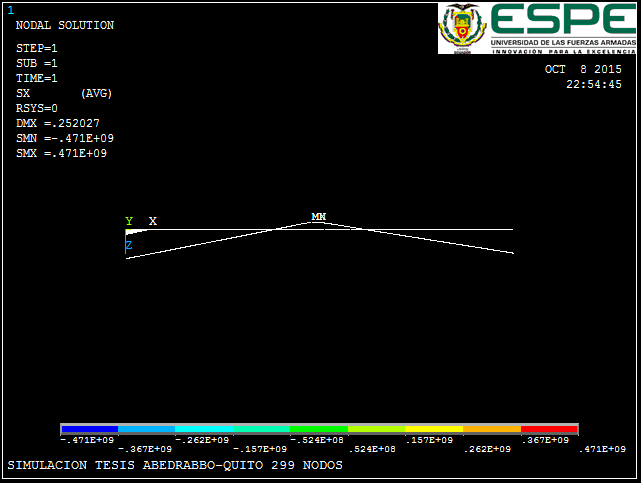 1
NODAL SOLUTION
STEP=1
SUB =1
TIME=1
SX (AVG)
RSYS=0
DMX =.252027
SMN =-.471E+09
SMX =.471E+09
ESPE
UNIVERSIDAD DE LAS FUERZAS ARMADAS
INNOVACIÓN PARA LA EXCELENCIA
OCT 8 2015
22:54:45
Y X
Z
-.471E+09 -.262E+09 -.524E+08 .157E+09 .367E+09
-.367E+09 -.157E+09 .524E+08 .262E+09 .471E+09
SIMULACION TESIS ABEDRABBO-QUITO 299 NODOS